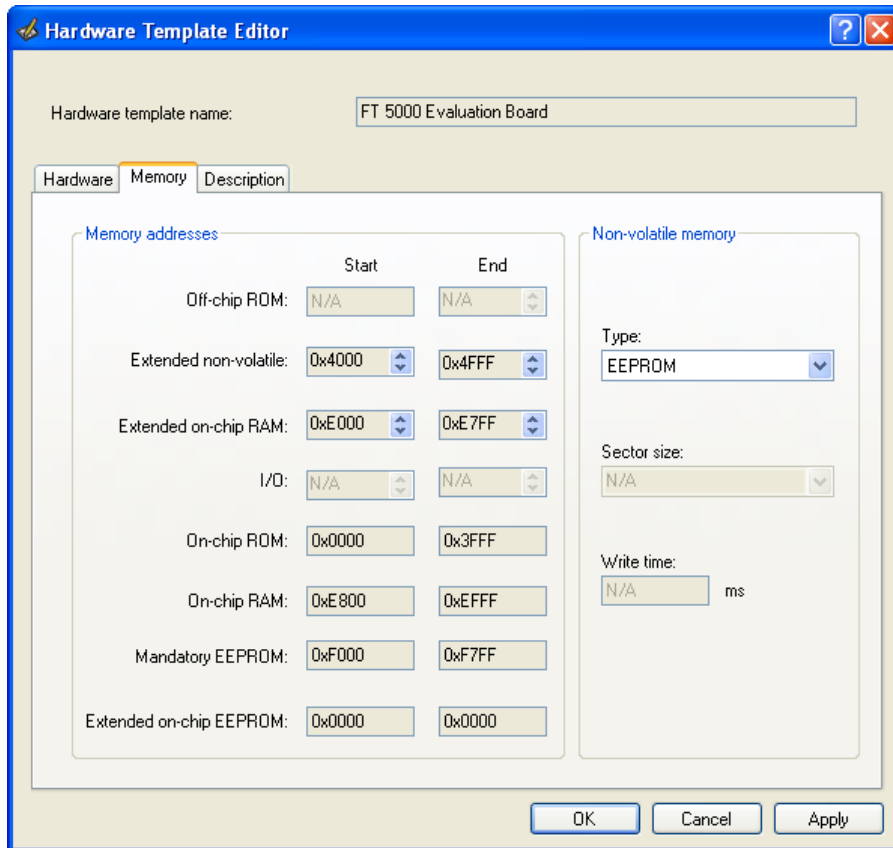 Hardware Template Editor
Hardware template name: FT 5000 Evaluation Board
Hardware Memory Description
Memory addresses
Start End
Off-chip ROM: N/A N/A
Extended non-volatile: 0x4000 0x4FFF
Extended on-chip RAM: 0xE000 0xE7FF
I/O: N/A N/A
On-chip ROM: 0x0000 0x3FFF
On-chip RAM: 0xE800 0xEFFF
Mandatory EEPROM: 0xF000 0xF7FF
Extended on-chip EEPROM: 0x0000 0x0000
Non-volatile memory
Type:
EEPROM
Sector size:
N/A
Write time:
N/A ms
OK Cancel Apply